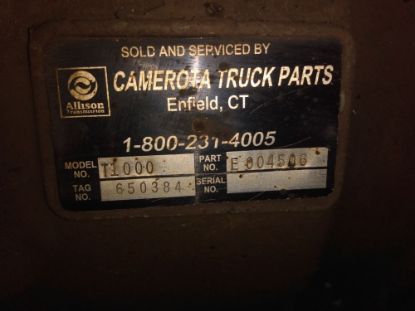 SOLD AND SERVICED BY
Allison
Transmission
CAMEROTA TRUCK PARTS
Enfield, CT
1-800-231-4005
MODEL NO. T1000 PART NO. E004506
TAG NO. 650384 SERIAL NO.